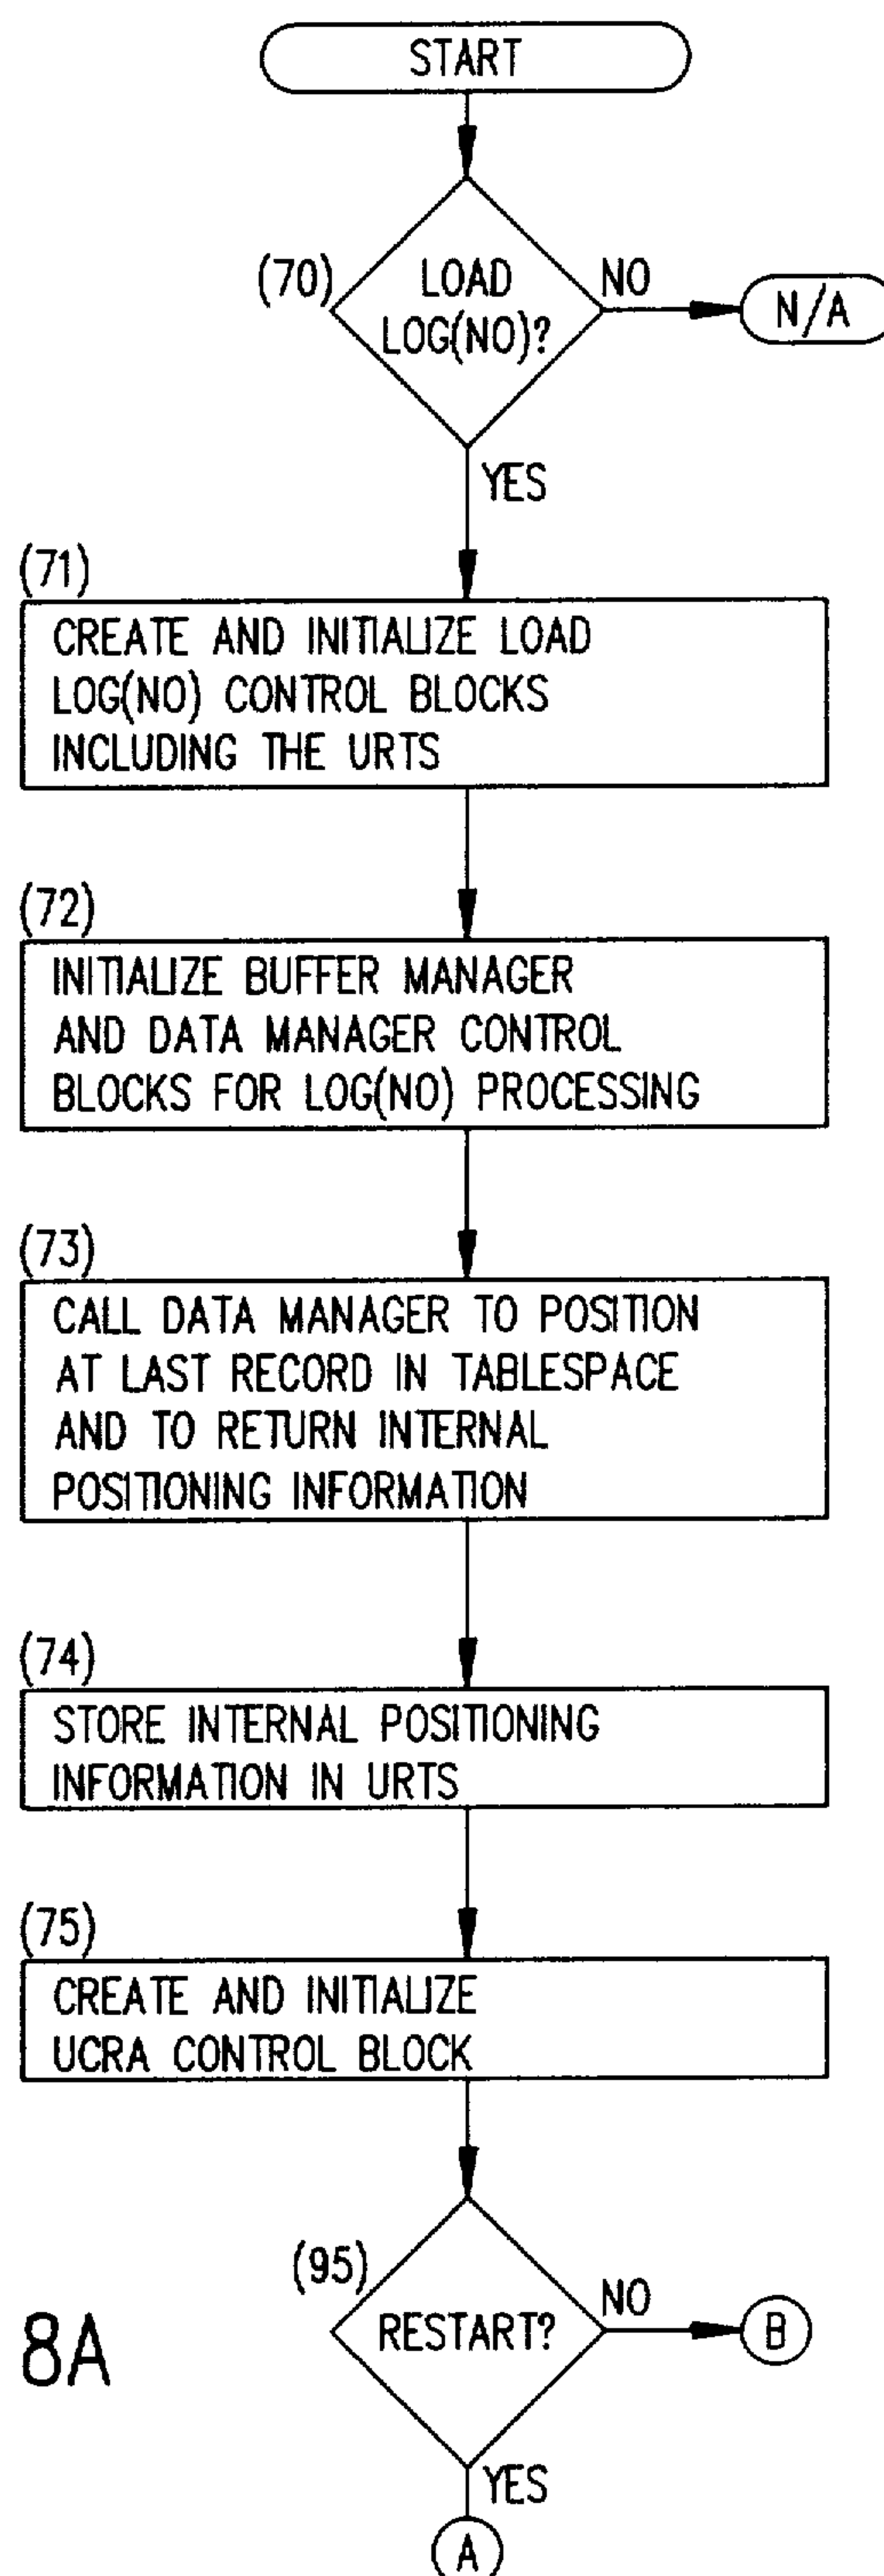 START
(70)
LOAD
LOG(NO)?
NO
N/A
YES
(71)
CREATE AND INITIALIZE LOAD
LOG(NO) CONTROL BLOCKS
INCLUDING THE URTS
(72)
INITIALIZE BUFFER MANAGER
AND DATA MANAGER CONTROL
BLOCKS FOR LOG(NO) PROCESSING
(73)
CALL DATA MANAGER TO POSITION
AT LAST RECORD IN TABLESPACE
AND TO RETURN INTERNAL
POSITIONING INFORMATION
(74)
STORE INTERNAL POSITIONING
INFORMATION IN URTS
(75)
CREATE AND INITIALIZE
UCRA CONTROL BLOCK
(95)
RESTART?
NO
B
8A
YES
A